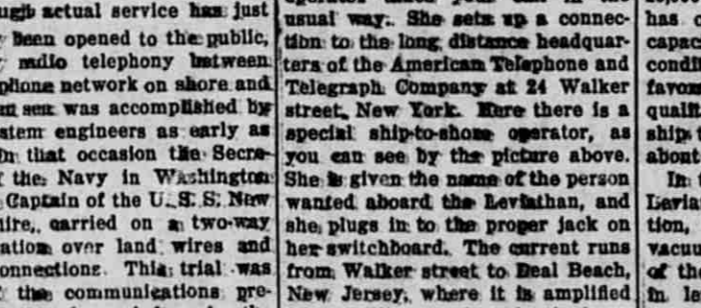 ugh actual service has just
been opened to the public,
radio telephony between
phone network on shore and
sea was accomplished by
stem engineers as early as
On that occasion the Secre-
the Navy in Washington
Captain of the U. S. S. New
ire, carried on a two-way
ation over land wires and
onnections. This trial was
the communications pre-
usual way. She sets up a connec-
tion to the long distance headquar-
ters of the American Telephone and
Telegraph Company at 24 Walker
street, New York. Here there is a
special ship-to-shore operator, as
you can see by the picture above.
She is given the name of the person
wanted aboard the Leviathan, and
she plugs in to the proper jack on
her switchboard. The current runs
from Walker street to Deal Beach,
New Jersey, where it is amplified
has
capac
condi
favor
qualit
ship
about
In
Levia
tion,
vacuu
of the
in le